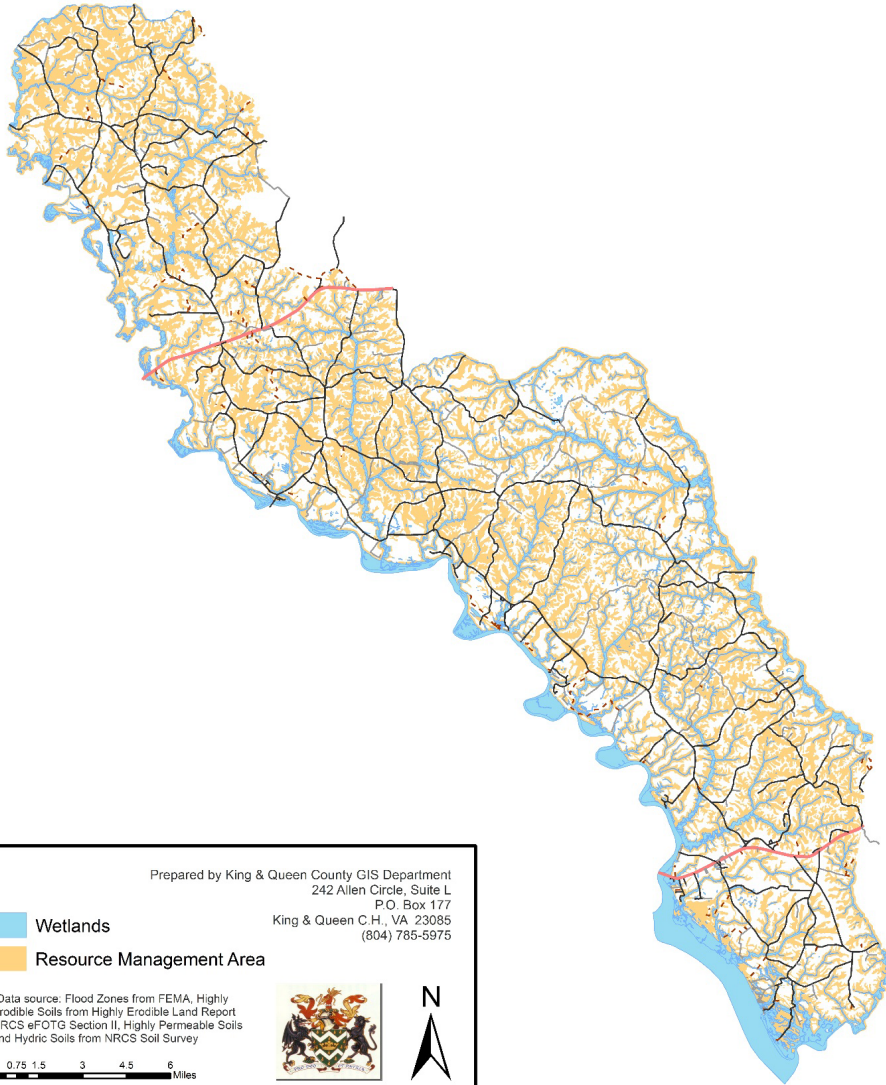 Prepared by King & Queen County GIS Department
242 Allen Circle, Suite L
P.O. Box 177
King & Queen C.H., VA 23085
(804) 785-5975
Wetlands
Resource Management Area
Data source: Flood Zones from FEMA, Highly
rodible Soils from Highly Erodible Land Report
RCS eFOTG Section II, Highly Permeable Soils
nd Hydric Soils from NRCS Soil Survey
N
0.75 1.5 3 4.5 6
Miles